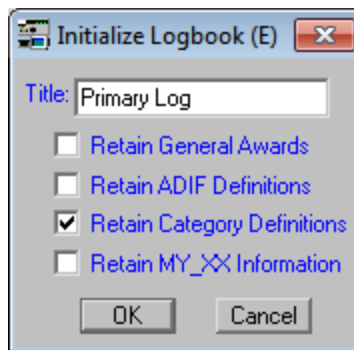 Initialize Logbook (E)
Title: Primary Log
Retain General Awards
Retain ADIF Definitions
Retain Category Definitions
Retain MY_XX Information
OK Cancel